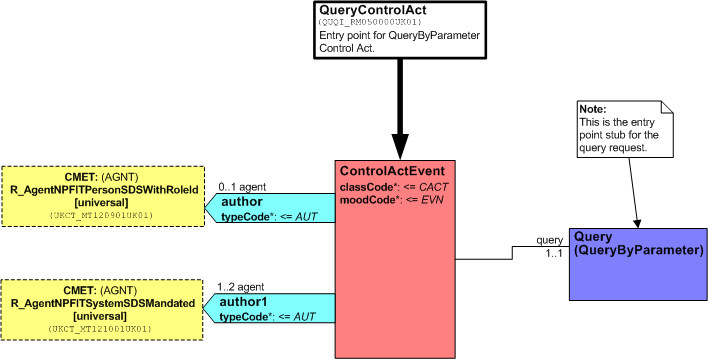 QueryControlAct
(QUQI_RM050000UK01)
Entry point for QueryByParameter
Control Act.
Note:
This is the entry
point stub for the
query request.
CMET: (AGNT)
R_AgentNPFITPersonSDSWithRoleId
[universal]
(UKCT_MT120901UK01)
0..1 agent
author
typeCode*: <= AUT
ControlActEvent
classCode*: <= CACT
moodCode*: <= EVN
query
1..1
Query
(QueryByParameter)
CMET: (AGNT)
R_AgentNPFITSystemSDSMandated
[universal]
(UKCT_MT121001UK01)
1..2 agent
author1
typeCode*: <= AUT